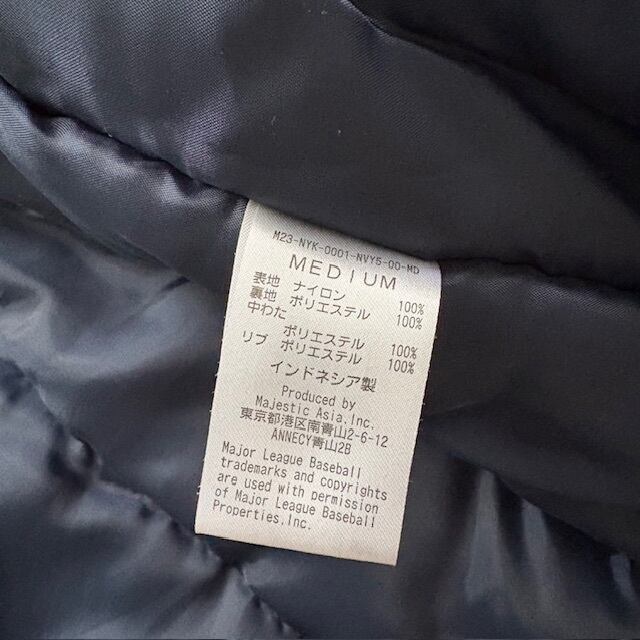 M23-NYK-0001-NVY5-00-MD
MEDIUM
表地 ナイロン 100%
裏地 ポリエステル 100%
中わた
ポリエステル 100%
リブ ポリエステル 100%
インドネシア製
Produced by
Majestic Asia,Inc.
東京都港区南青山2-6-12
ANNECY青山2B
Major League Baseball
trademarks and copyrights
are used with permission
of Major League Baseball
Properties,Inc.